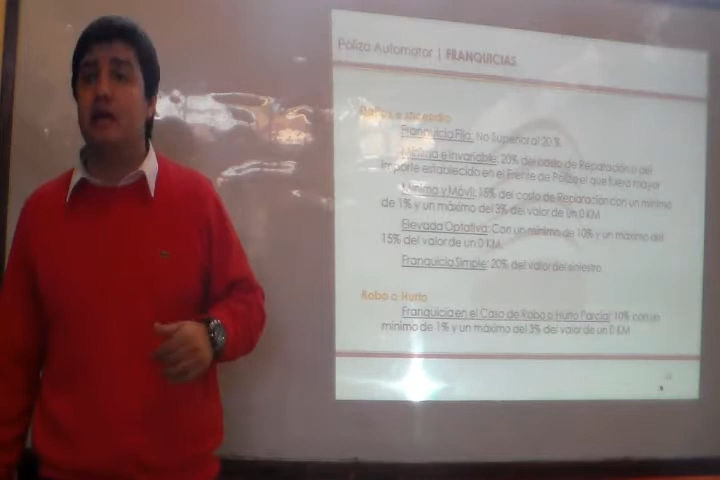 Póliza Automotor | FRANQUICIAS
Daños e Incendio
Franquicia Fija: No Superior al 20 %
Mínima e Invariable: 20% del costo de Reparación o del
importe establecido en el Frente de Póliza el que fuera mayor
Mínima y Móvil: 15% del costo de Reparación con un mínimo
de 1% y un máximo del 3% del valor de un 0 KM
Elevada Optativa: Con un mínimo de 10% y un máximo del
15% del valor de un 0 KM.
Franquicia Simple: 20% del valor del siniestro
Robo o Hurto
Franquicia en el Caso de Robo o Hurto Parcial: 10% con un
mínimo de 1% y un máximo del 3% del valor de un 0 KM